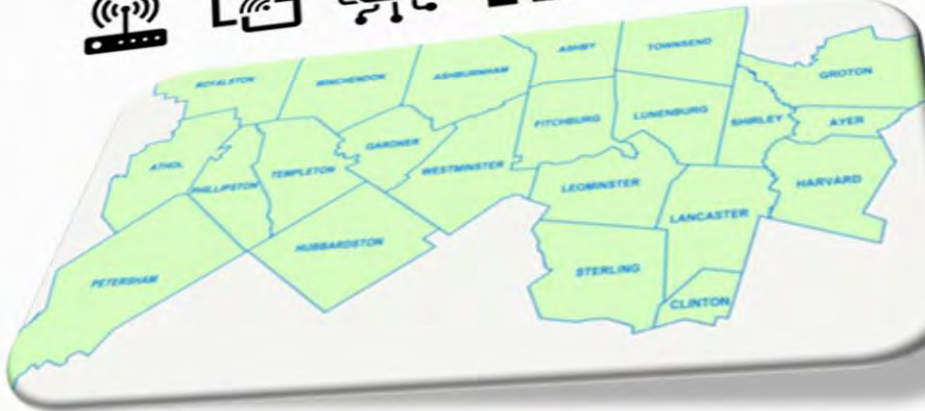 ASHBY
TOWNSEND
ROYALSTON
WINCHENDON
ASHBURNHAM
GROTON
FITCHBURG
LUNENBURG
SHIRLEY
AYER
ATHOL
PHILLIPSTON
TEMPLETON
GARDNER
WESTMINSTER
LEOMINSTER
HARVARD
LANCASTER
HUBBARDSTON
PETERSHAM
STERLING
CLINTON